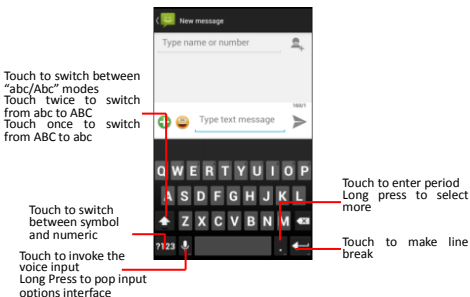 New message
Type name or number
160/1
Type text message
Q W E R T Y U I O P
A S D F G H J K L
Z X C V B N M
?123 .
Touch to switch between
“abc/Abc” modes
Touch twice to switch
from abc to ABC
Touch once to switch
from ABC to abc
Touch to switch
between symbol
and numeric
Touch to invoke the
voice input
Long Press to pop input
options interface
Touch to enter period
Long press to select
more
Touch to make line
break